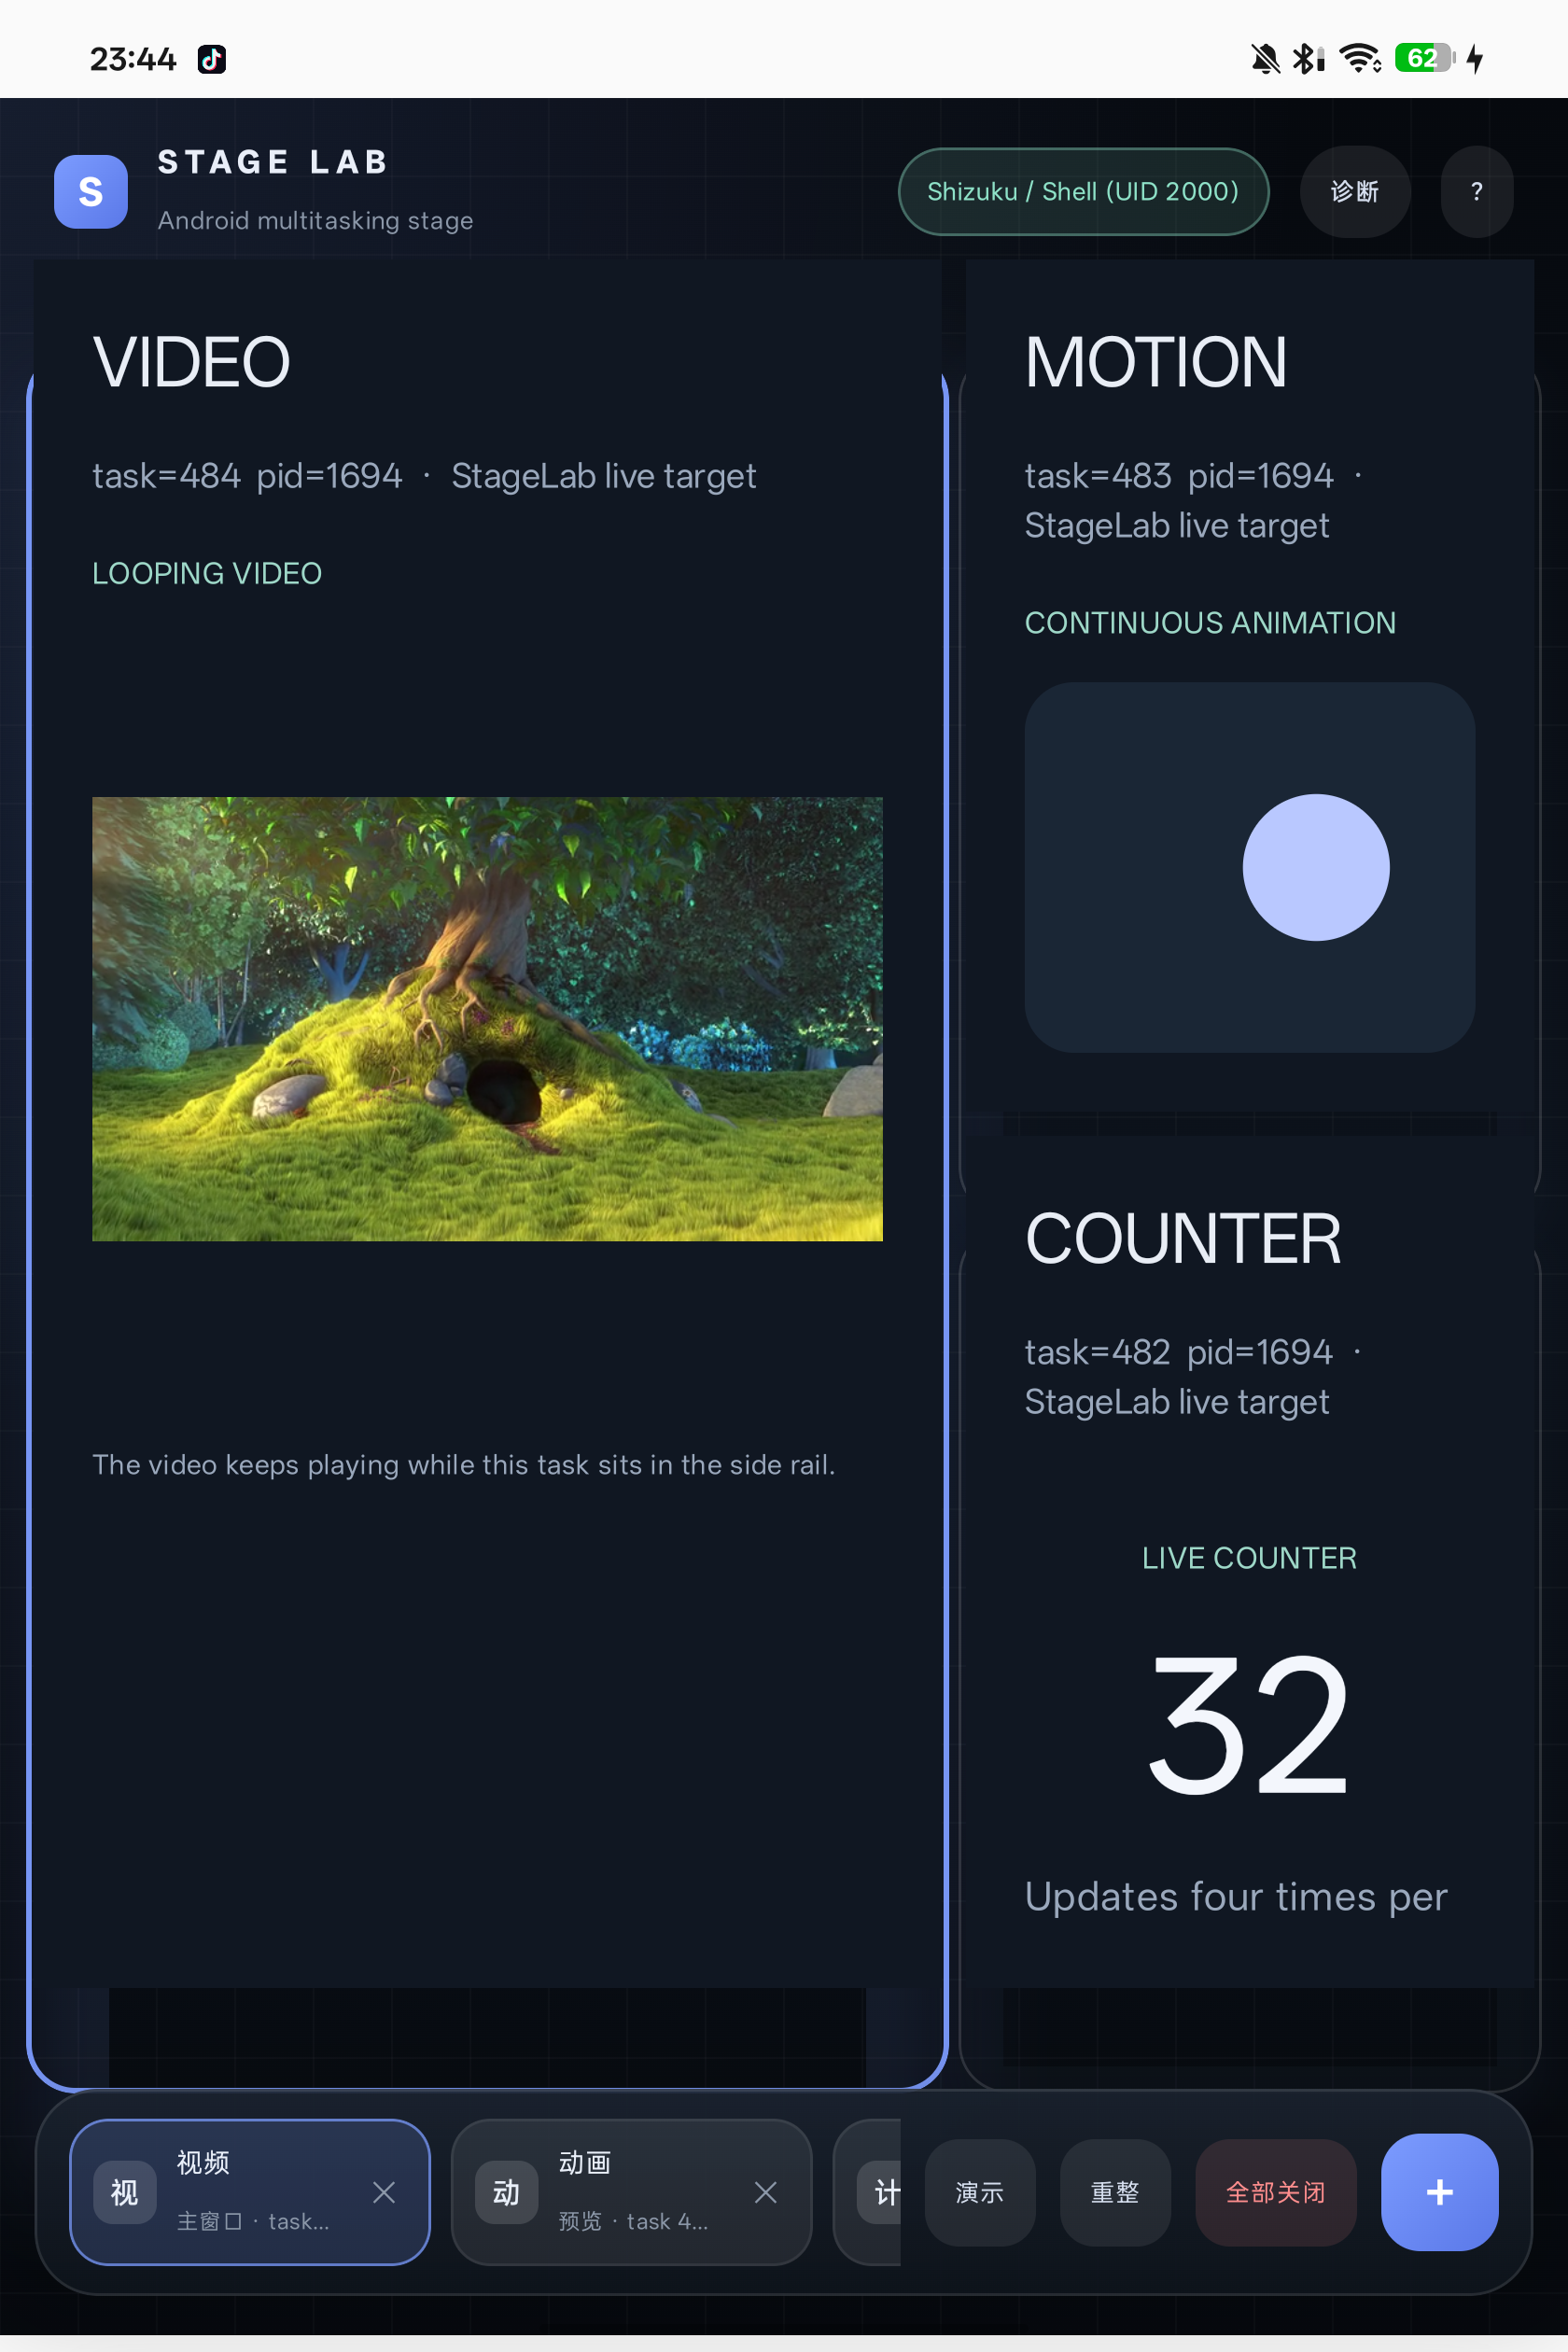 23:44
62
S
STAGE LAB
Android multitasking stage
Shizuku / Shell (UID 2000)
诊断
?
VIDEO
task=484 pid=1694 · StageLab live target
LOOPING VIDEO
The video keeps playing while this task sits in the side rail.
MOTION
task=483 pid=1694 ·
StageLab live target
CONTINUOUS ANIMATION
COUNTER
task=482 pid=1694 ·
StageLab live target
LIVE COUNTER
32
Updates four times per
视
视频
主窗口 · task...
动
动画
预览 · task 4...
计
演示
重整
全部关闭
+